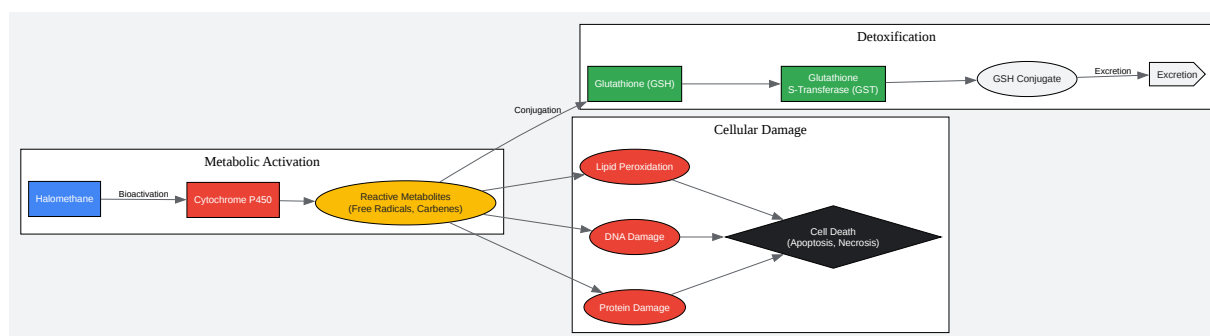 Detoxification
Glutathione (GSH)
Glutathione
S-Transferase (GST)
GSH Conjugate
Excretion
Excretion
Conjugation
Cellular Damage
Lipid Peroxidation
DNA Damage
Protein Damage
Cell Death
(Apoptosis, Necrosis)
Metabolic Activation
Halomethane
Bioactivation
Cytochrome P450
Reactive Metabolites
(Free Radicals, Carbenes)